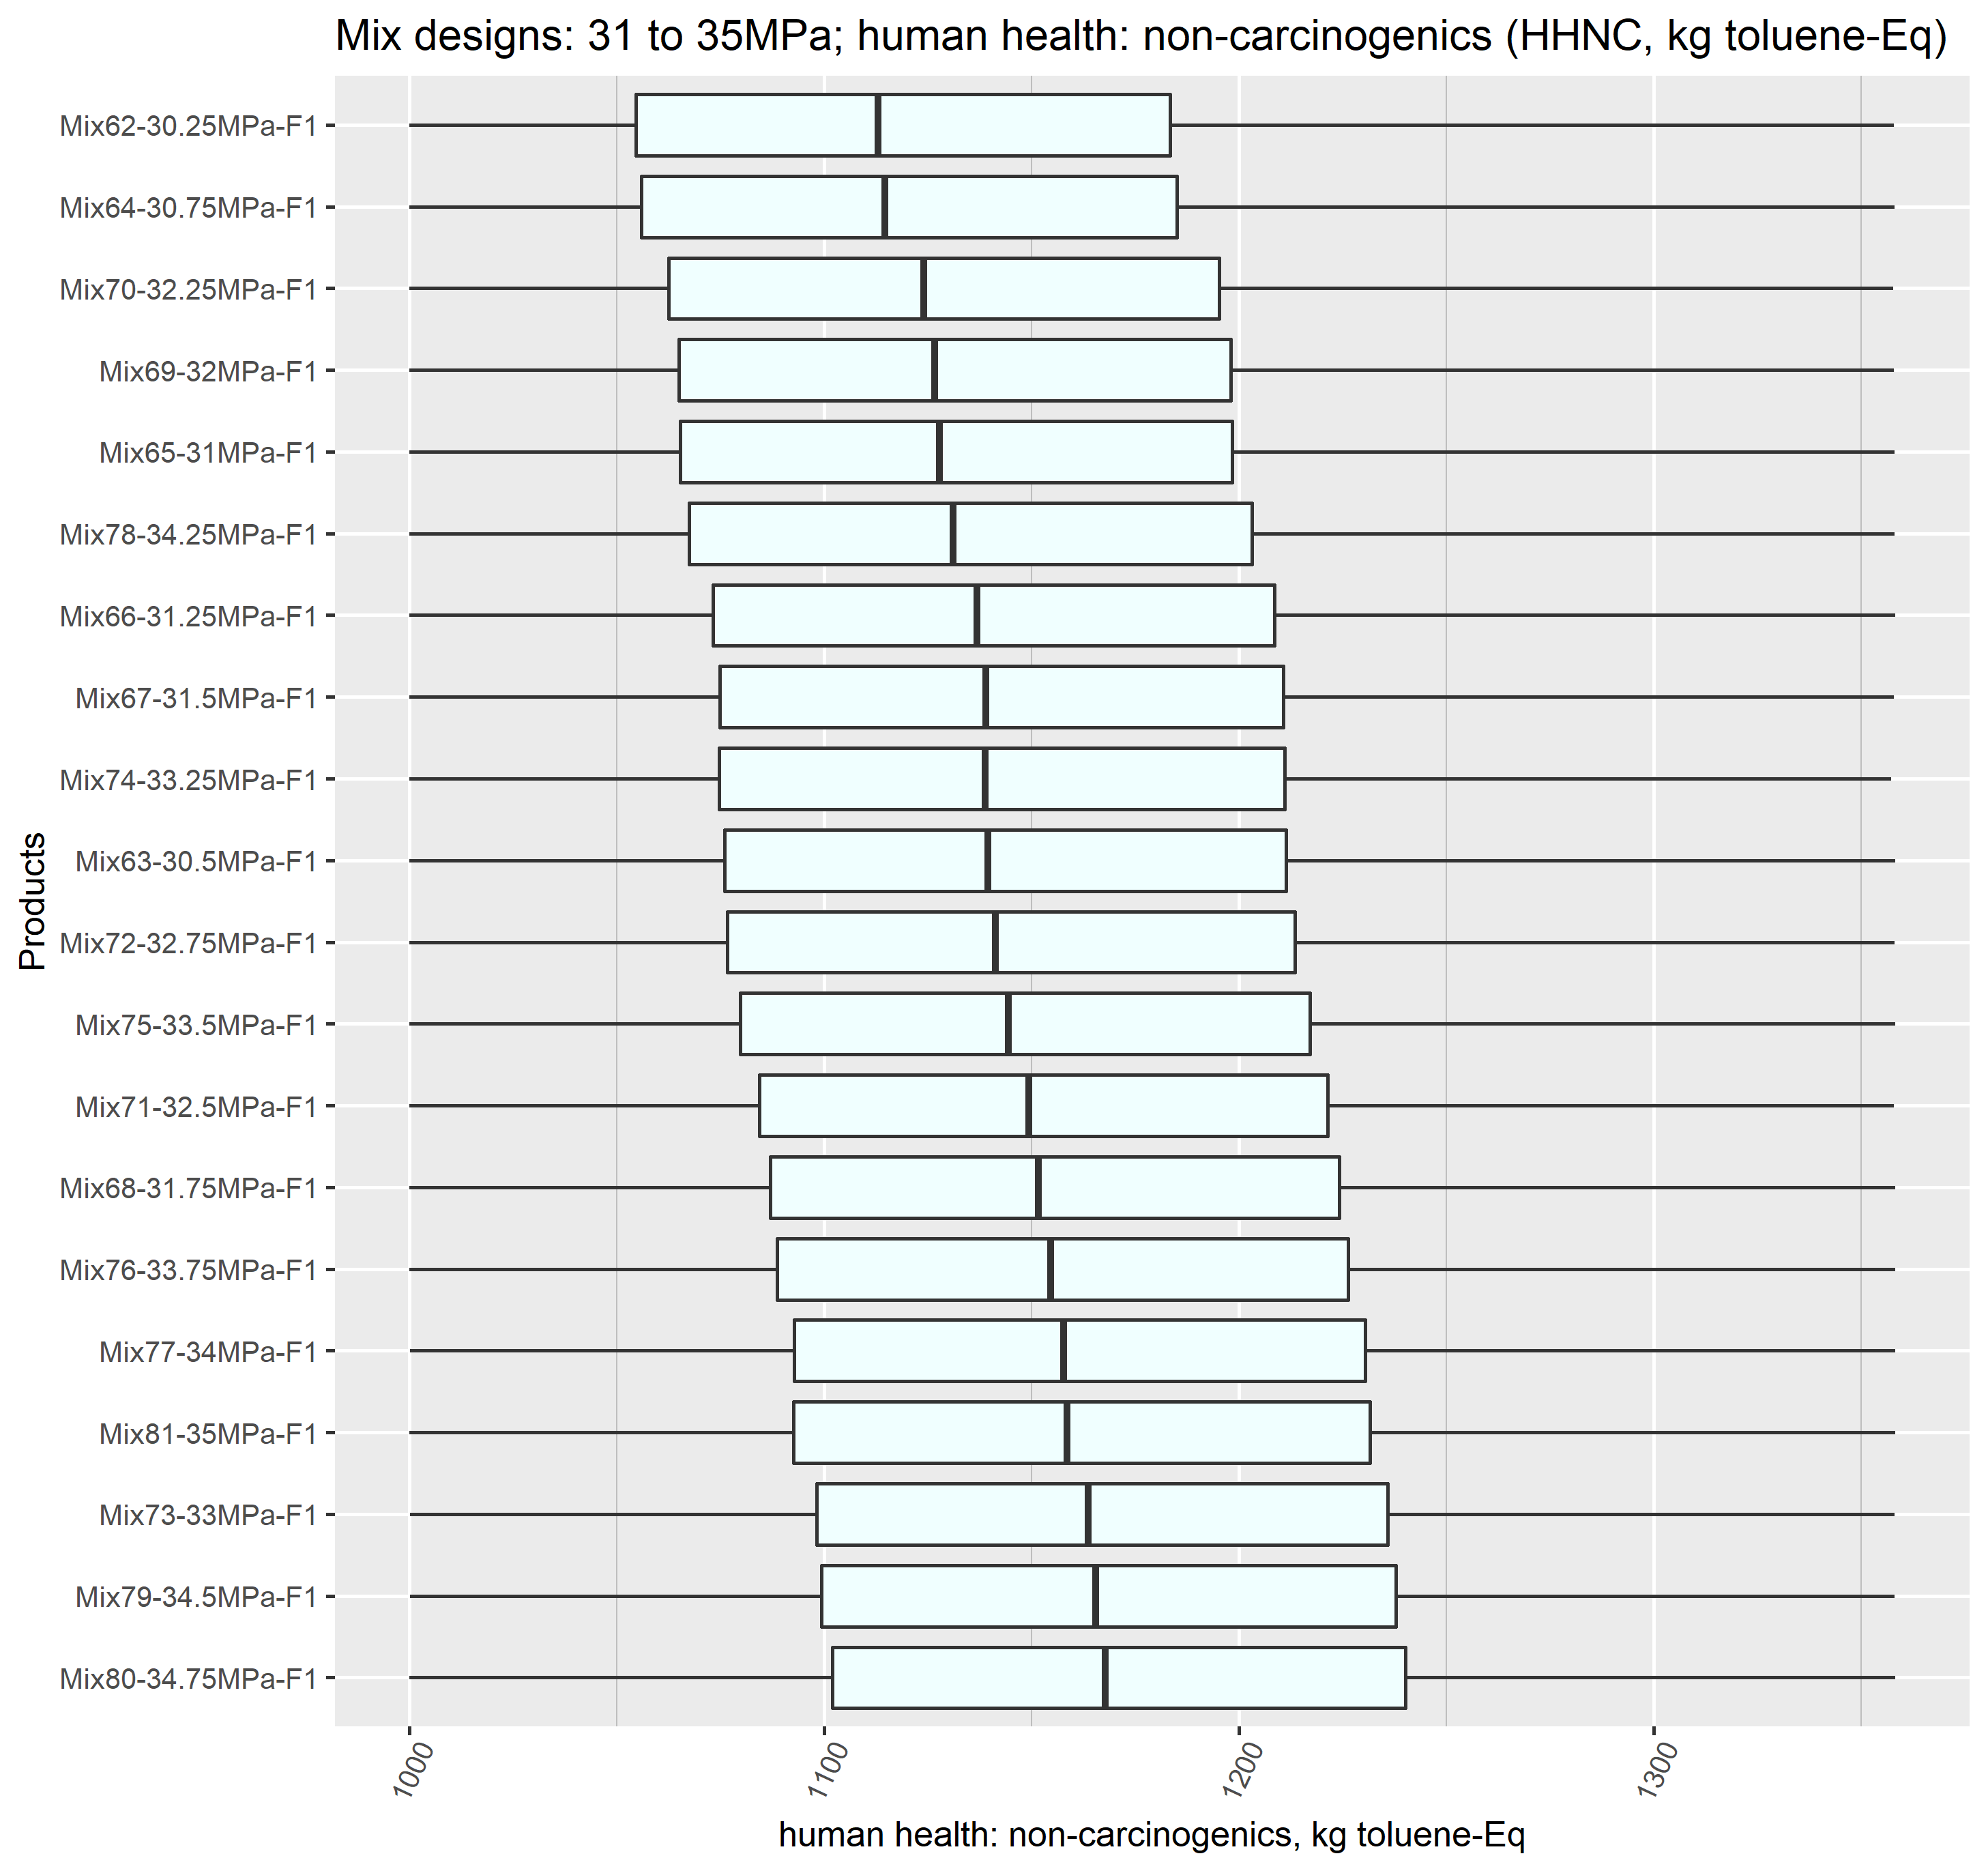 Mix designs: 31 to 35MPa; human health: non-carcinogenics (HHNC, kg toluene-Eq)
Products
Mix62-30.25MPa-F1
Mix64-30.75MPa-F1
Mix70-32.25MPa-F1
Mix69-32MPa-F1
Mix65-31MPa-F1
Mix78-34.25MPa-F1
Mix66-31.25MPa-F1
Mix67-31.5MPa-F1
Mix74-33.25MPa-F1
Mix63-30.5MPa-F1
Mix72-32.75MPa-F1
Mix75-33.5MPa-F1
Mix71-32.5MPa-F1
Mix68-31.75MPa-F1
Mix76-33.75MPa-F1
Mix77-34MPa-F1
Mix81-35MPa-F1
Mix73-33MPa-F1
Mix79-34.5MPa-F1
Mix80-34.75MPa-F1
1000
1100
1200
1300
human health: non-carcinogenics, kg toluene-Eq